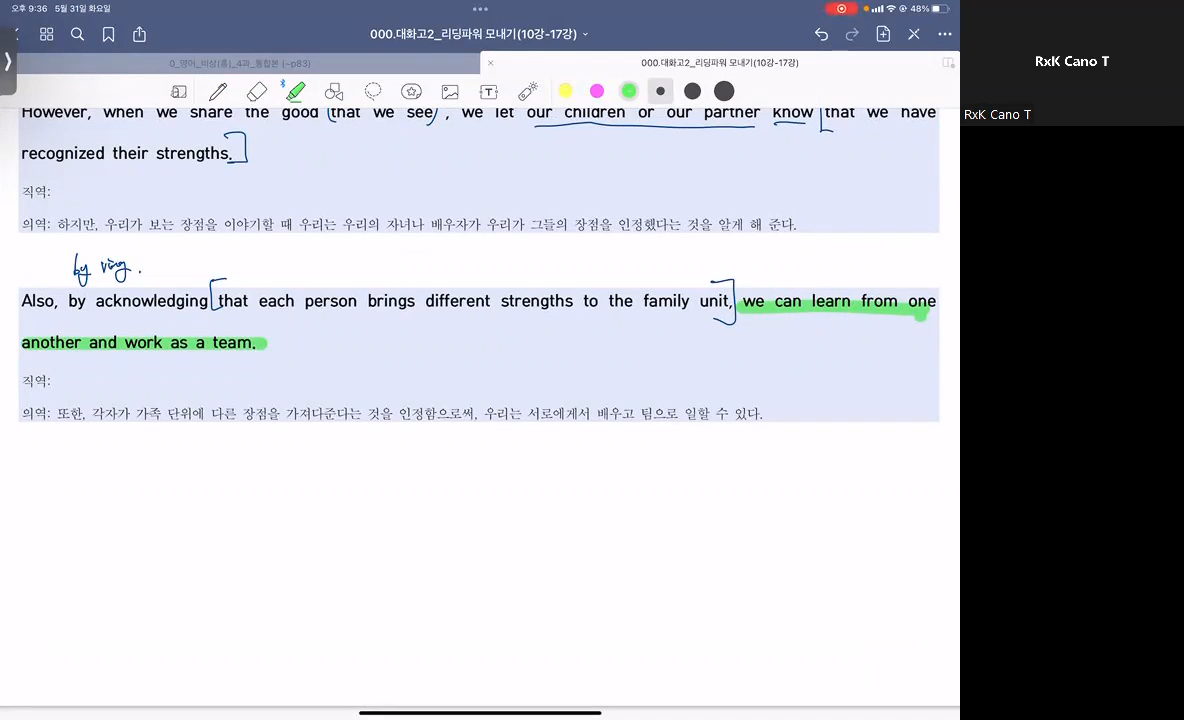 오후 9:36 5월 31일 화요일
48%
000.대화고2_리딩파워 모내기(10강-17강)
0_영어_비상(홍)_4과_통합본 (~p83)
000.대화고2_리딩파워 모내기(10강-17강)
RxK Cano T
RxK Cano T
However, when we share the good (that we see), we let our children or our partner know [that we have
recognized their strengths.]
직역:
의역: 하지만, 우리가 보는 장점을 이야기할 때 우리는 우리의 자녀나 배우자가 우리가 그들의 장점을 인정했다는 것을 알게 해 준다.
by ving.
Also, by acknowledging [that each person brings different strengths to the family unit,] we can learn from one
another and work as a team.
직역:
의역: 또한, 각자가 가족 단위에 다른 장점을 가져다준다는 것을 인정함으로써, 우리는 서로에게서 배우고 팀으로 일할 수 있다.